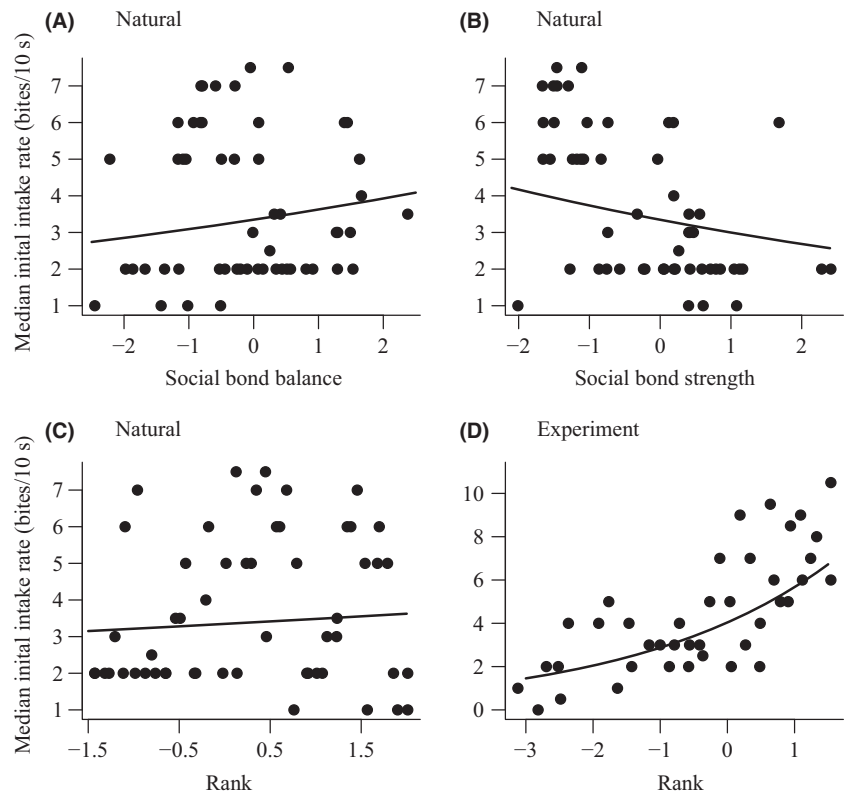 (A) Natural
Median inital intake rate (bites/10 s)
7
6
5
4
3
2
1
−2 −1 0 1 2
Social bond balance
(B) Natural
7
6
5
4
3
2
1
−2 −1 0 1 2
Social bond strength
(C) Natural
Median inital intake rate (bites/10 s)
7
6
5
4
3
2
1
−1.5 −0.5 0.5 1.5
Rank
(D) Experiment
10
8
6
4
2
0
−3 −2 −1 0 1
Rank